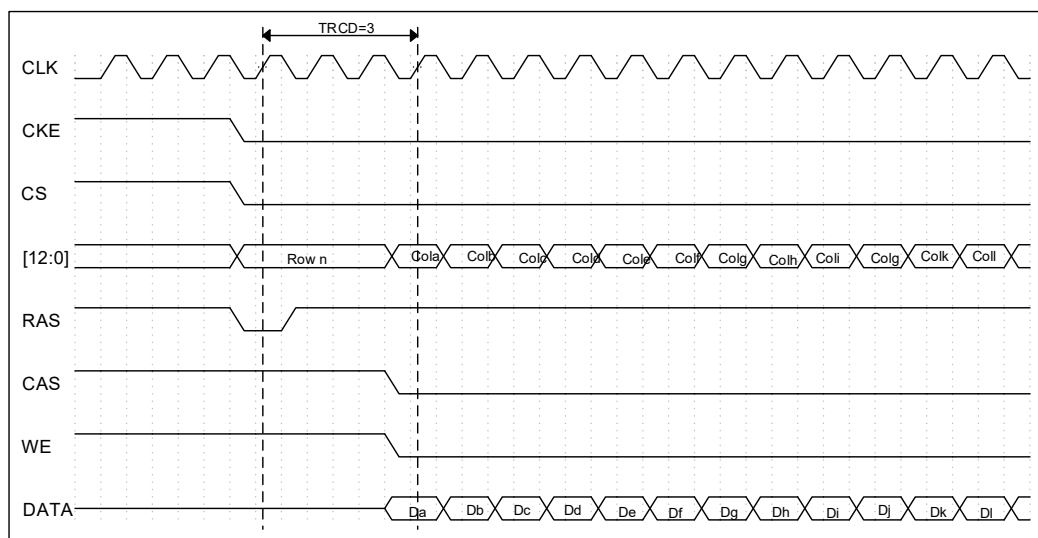 TRCD=3
CLK
CKE
CS
[12:0] Row n Cola Colb Colc Cold Cole Colf Colg Colh Coli Colg Colk Coll
RAS
CAS
WE
DATA Da Db Dc Dd De Df Dg Dh Di Dj Dk Dl